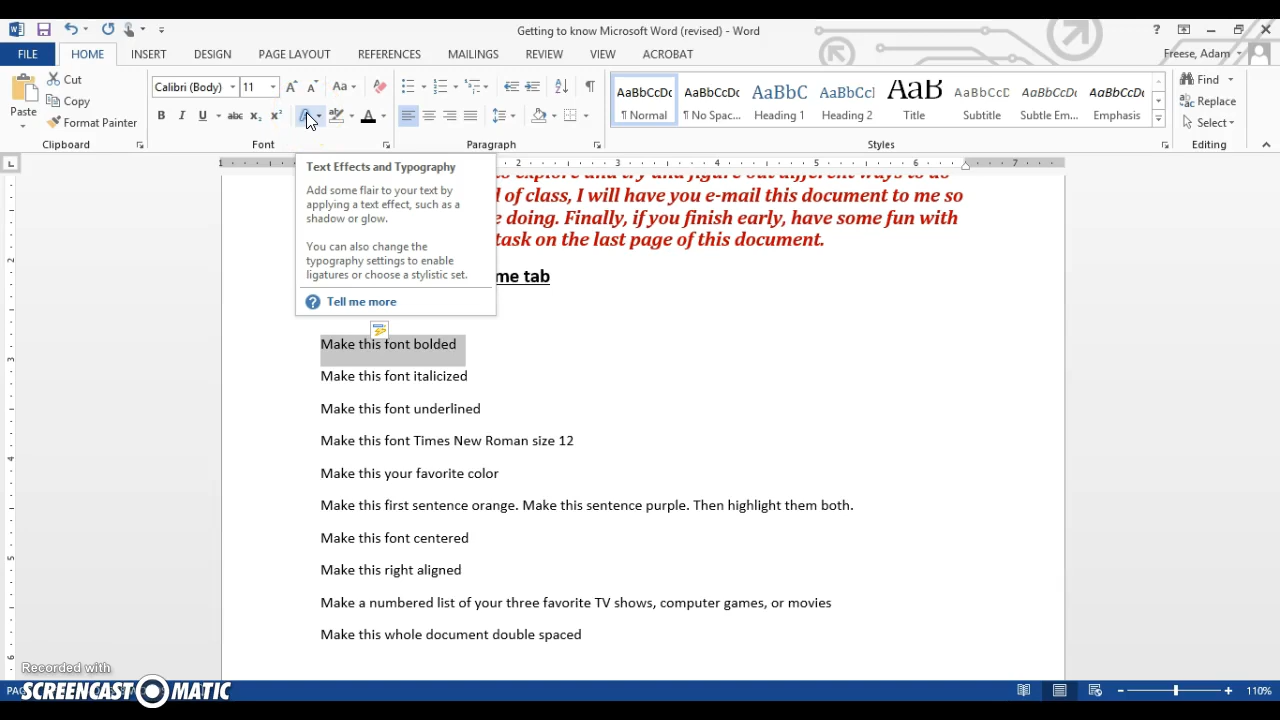 Getting to know Microsoft Word (revised) - Word
FILE HOME INSERT DESIGN PAGE LAYOUT REFERENCES MAILINGS REVIEW VIEW ACROBAT Freese, Adam
Paste
Cut
Copy
Format Painter
Clipboard
Calibri (Body) 11
Font
Paragraph
AaBbCcDc AaBbCcDc AaBbC AaBbCcI AaB AaBbCcDc AaBbCcDc AaBbCcDc
¶ Normal ¶ No Spac... Heading 1 Heading 2 Title Subtitle Subtle Em... Emphasis
Styles
Find
Replace
Select
Editing
1 2 3 4 5 6 7
Text Effects and Typography
Add some flair to your text by
applying a text effect, such as a
shadow or glow.
You can also change the
typography settings to enable
ligatures or choose a stylistic set.
Tell me more
to explore and try and figure out different ways to do
of class, I will have you e-mail this document to me so
doing. Finally, if you finish early, have some fun with
task on the last page of this document.
me tab
Make this font bolded
Make this font italicized
Make this font underlined
Make this font Times New Roman size 12
Make this your favorite color
Make this first sentence orange. Make this sentence purple. Then highlight them both.
Make this font centered
Make this right aligned
Make a numbered list of your three favorite TV shows, computer games, or movies
Make this whole document double spaced
Recorded with
SCREENCAST MATIC
110%